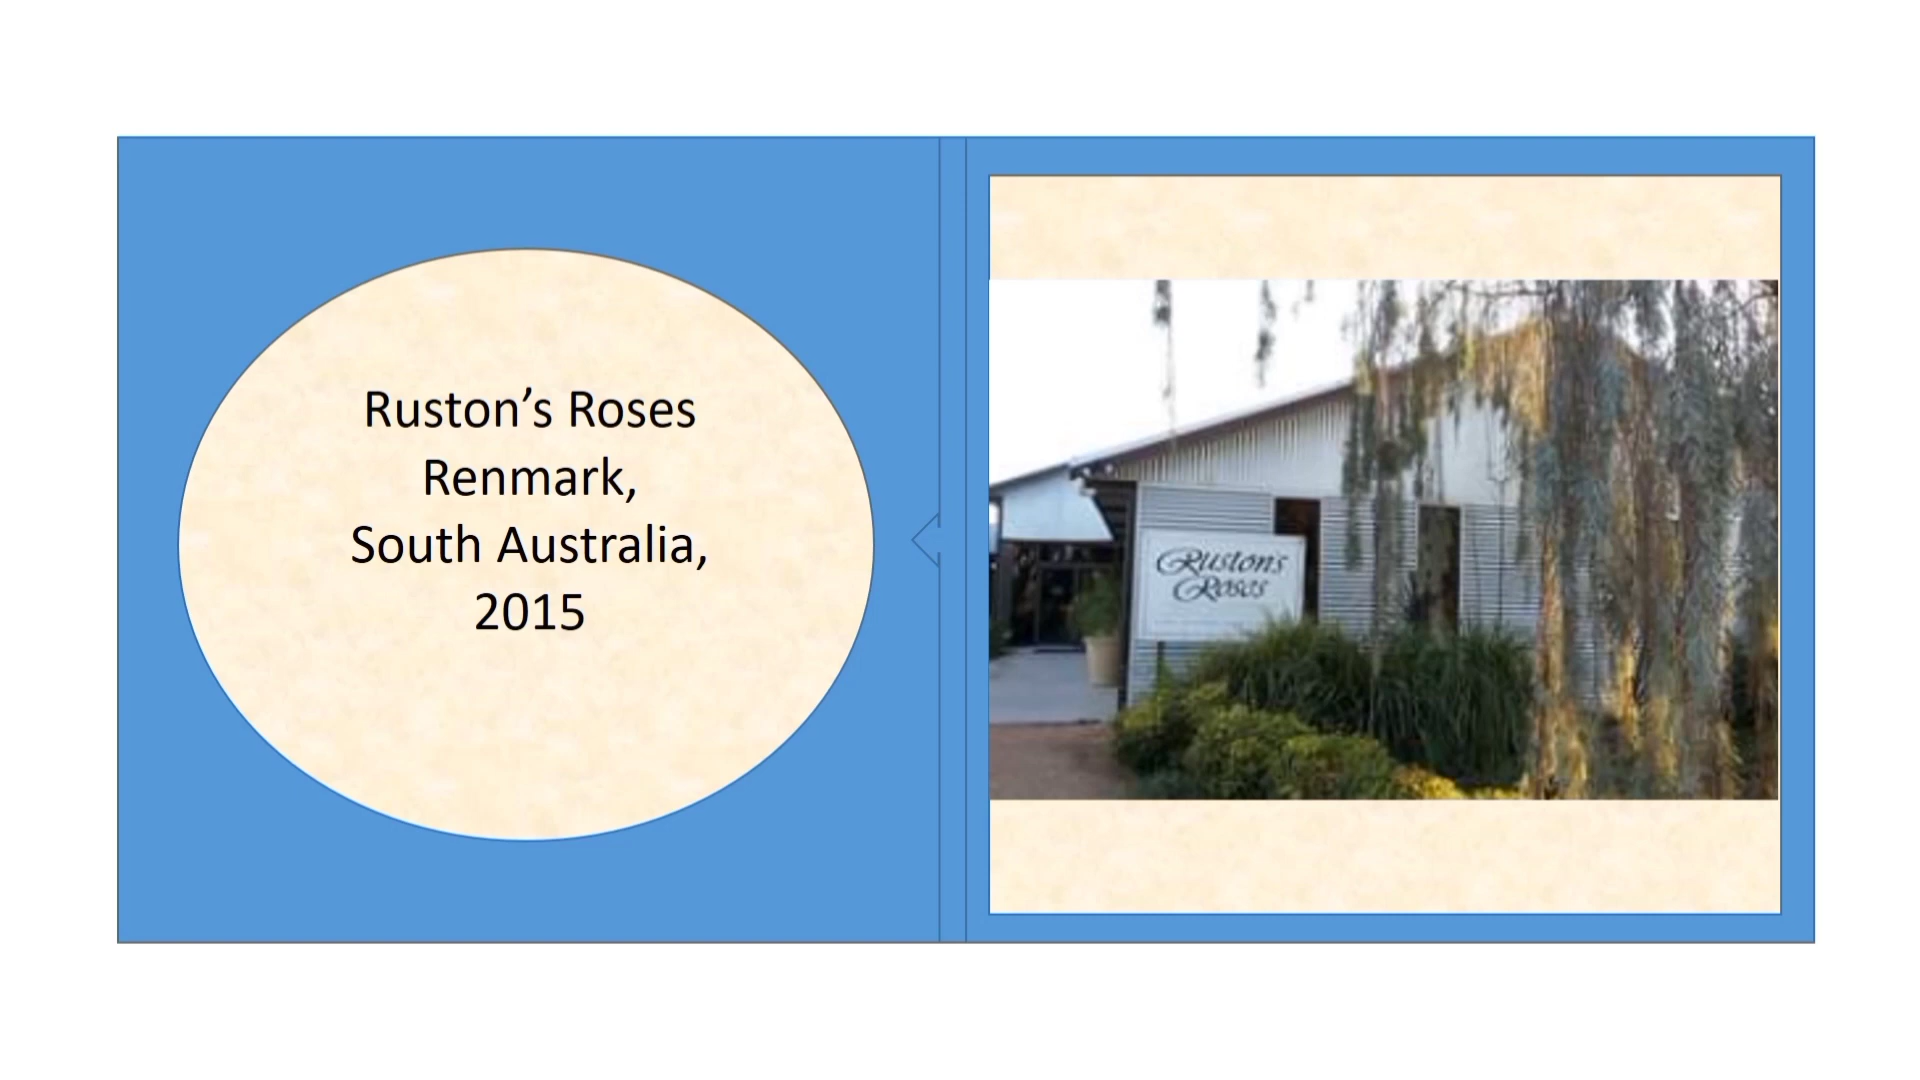 Ruston’s Roses
Renmark,
South Australia,
2015
Ruston's
Roses